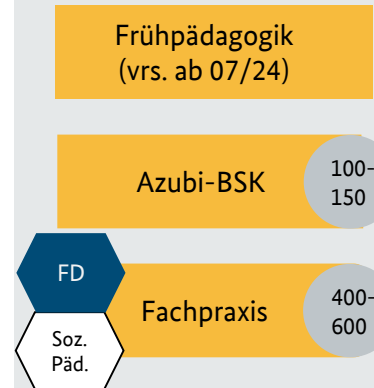 Frühpädagogik
(vrs. ab 07/24)
Azubi-BSK
100-
150
FD
Fachpraxis
400-
600
Soz.
Päd.